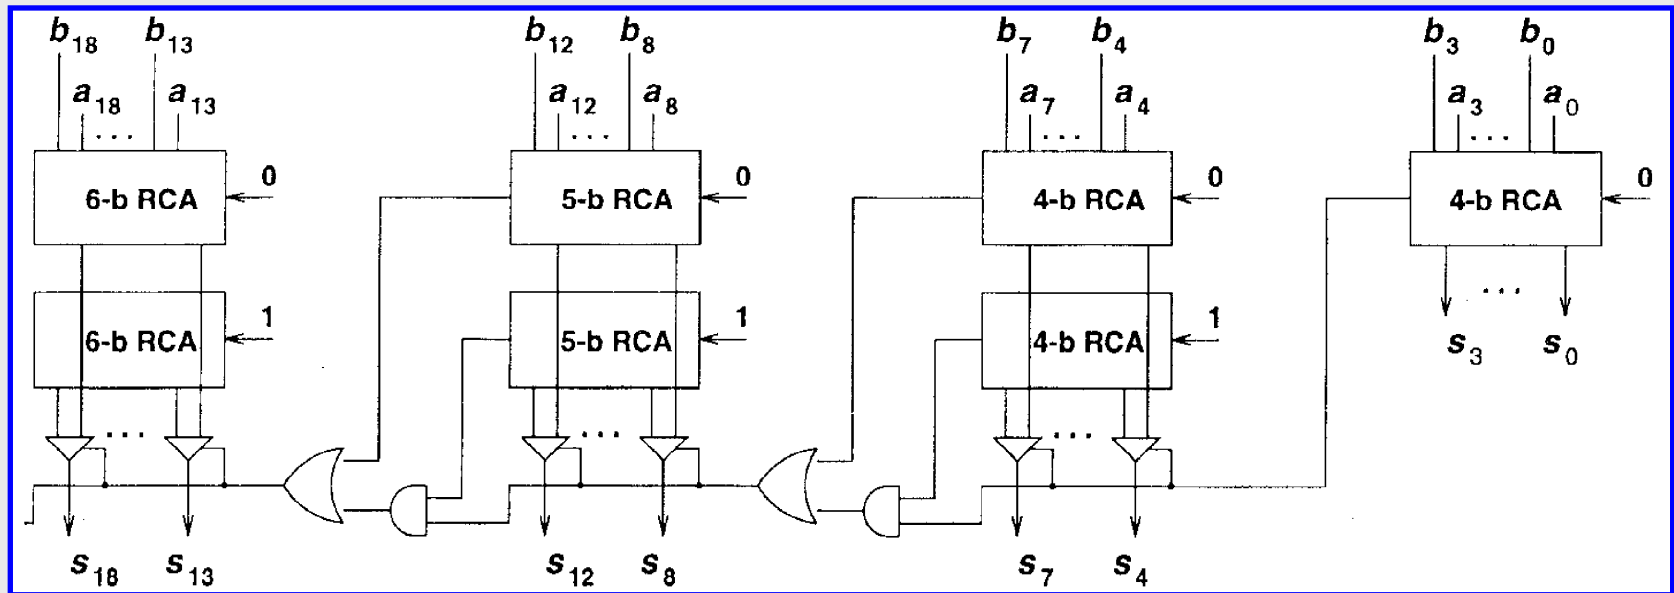 b18 b13 b12 b8 b7 b4 b3 b0
a18 a13 a12 a8 a7 a4 a3 a0
... ... ... ...
6-b RCA 0 5-b RCA 0 4-b RCA 0 4-b RCA 0
6-b RCA 1 5-b RCA 1 4-b RCA 1
...
s3 s0
... ... ...
s18 s13 s12 s8 s7 s4